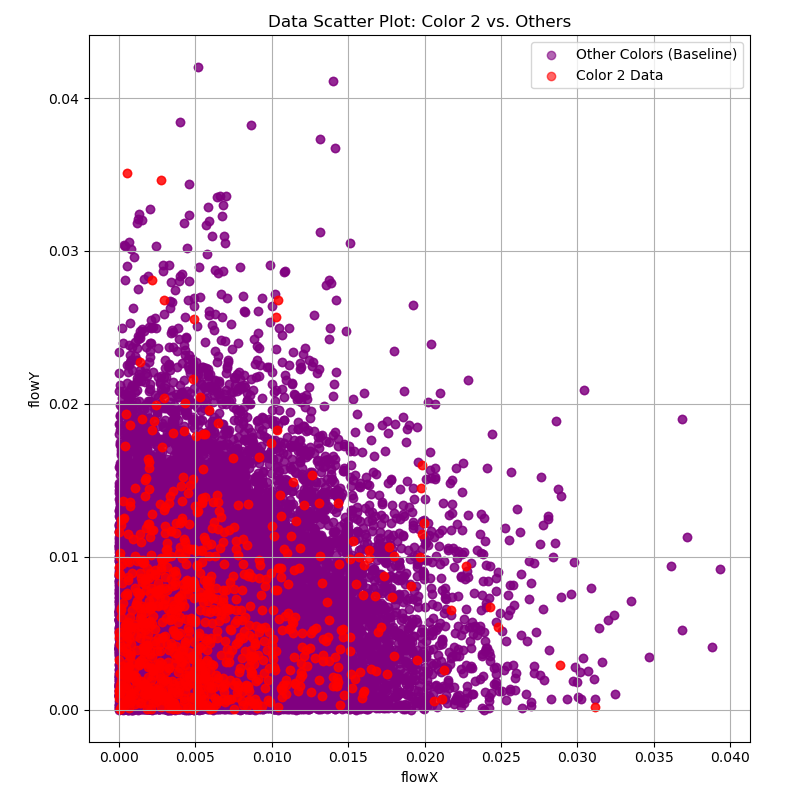 Data Scatter Plot: Color 2 vs. Others
Other Colors (Baseline)
Color 2 Data
flowY
0.04
0.03
0.02
0.01
0.00
0.000 0.005 0.010 0.015 0.020 0.025 0.030 0.035 0.040
flowX